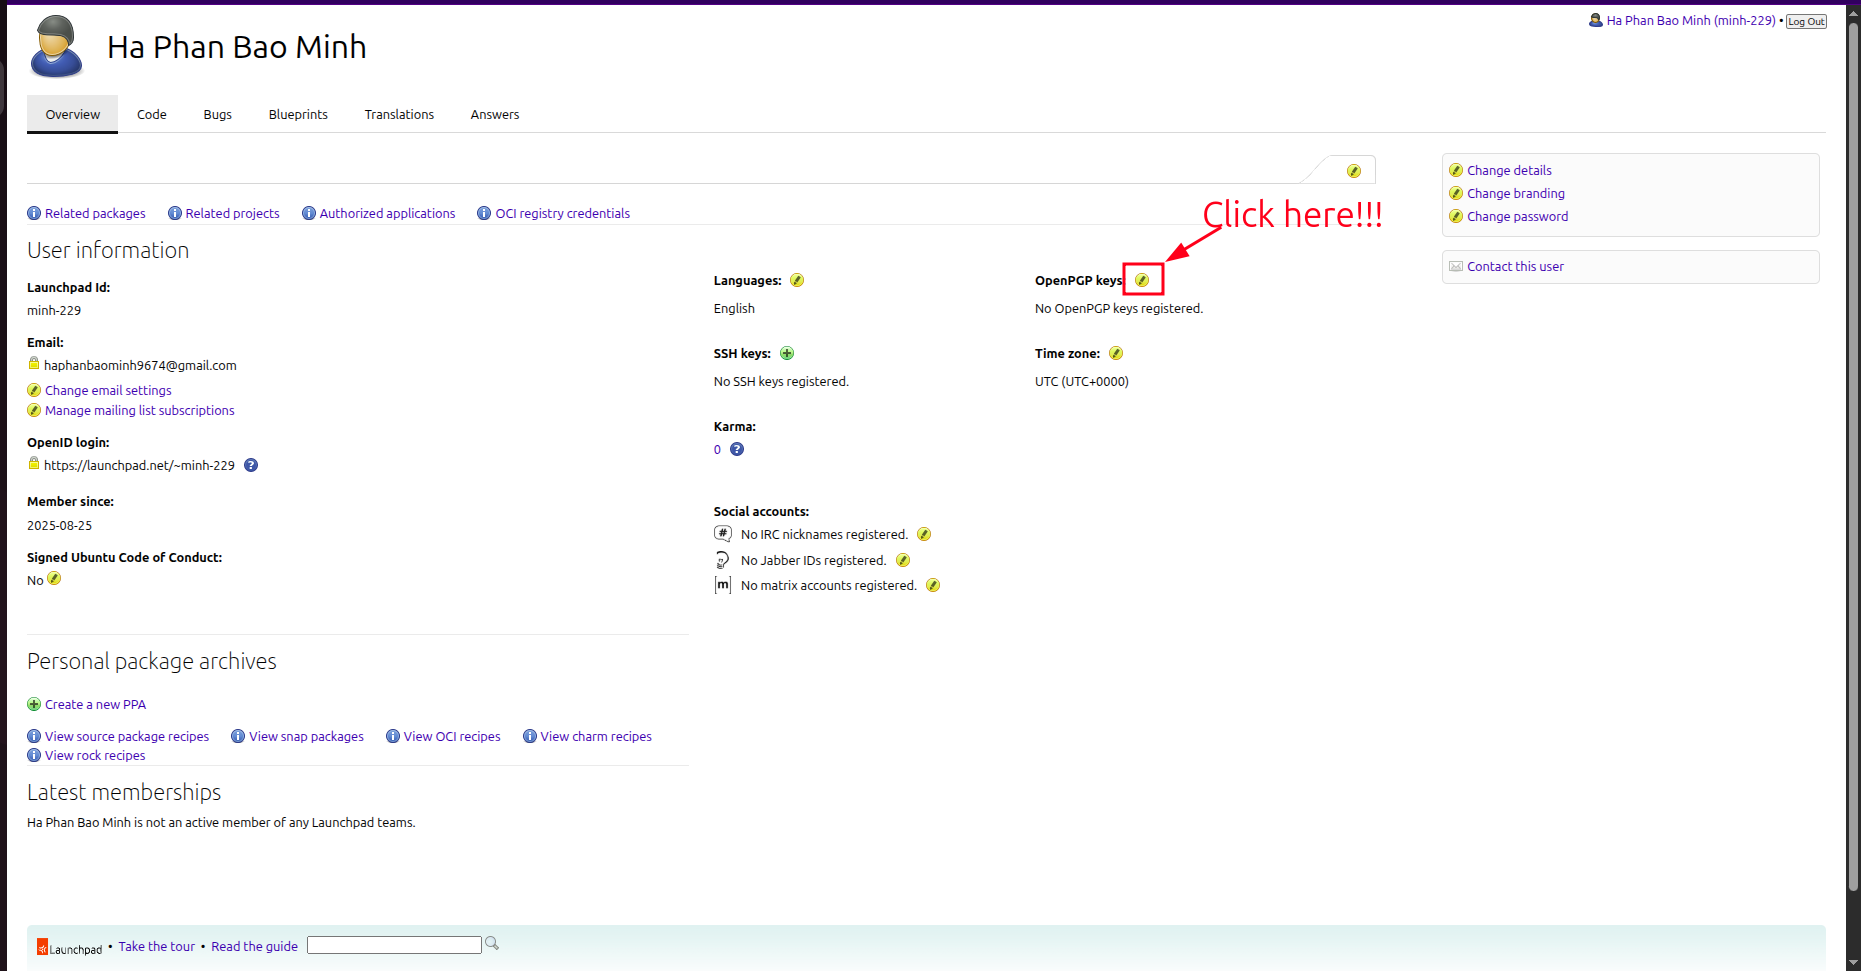 Ha Phan Bao Minh (minh-229) • Log Out
Ha Phan Bao Minh
Overview Code Bugs Blueprints Translations Answers
Change details
Change branding
Change password
Contact this user
Related packages Related projects Authorized applications OCI registry credentials
Click here!!!
User information
Launchpad Id:
minh-229
Email:
haphanbaominh9674@gmail.com
Change email settings
Manage mailing list subscriptions
OpenID login:
https://launchpad.net/~minh-229
Member since:
2025-08-25
Signed Ubuntu Code of Conduct:
No
Languages:
English
OpenPGP keys
No OpenPGP keys registered.
SSH keys:
No SSH keys registered.
Time zone:
UTC (UTC+0000)
Karma:
0
Social accounts:
No IRC nicknames registered.
No Jabber IDs registered.
[m] No matrix accounts registered.
Personal package archives
Create a new PPA
View source package recipes View snap packages View OCI recipes View charm recipes
View rock recipes
Latest memberships
Ha Phan Bao Minh is not an active member of any Launchpad teams.
Launchpad • Take the tour • Read the guide